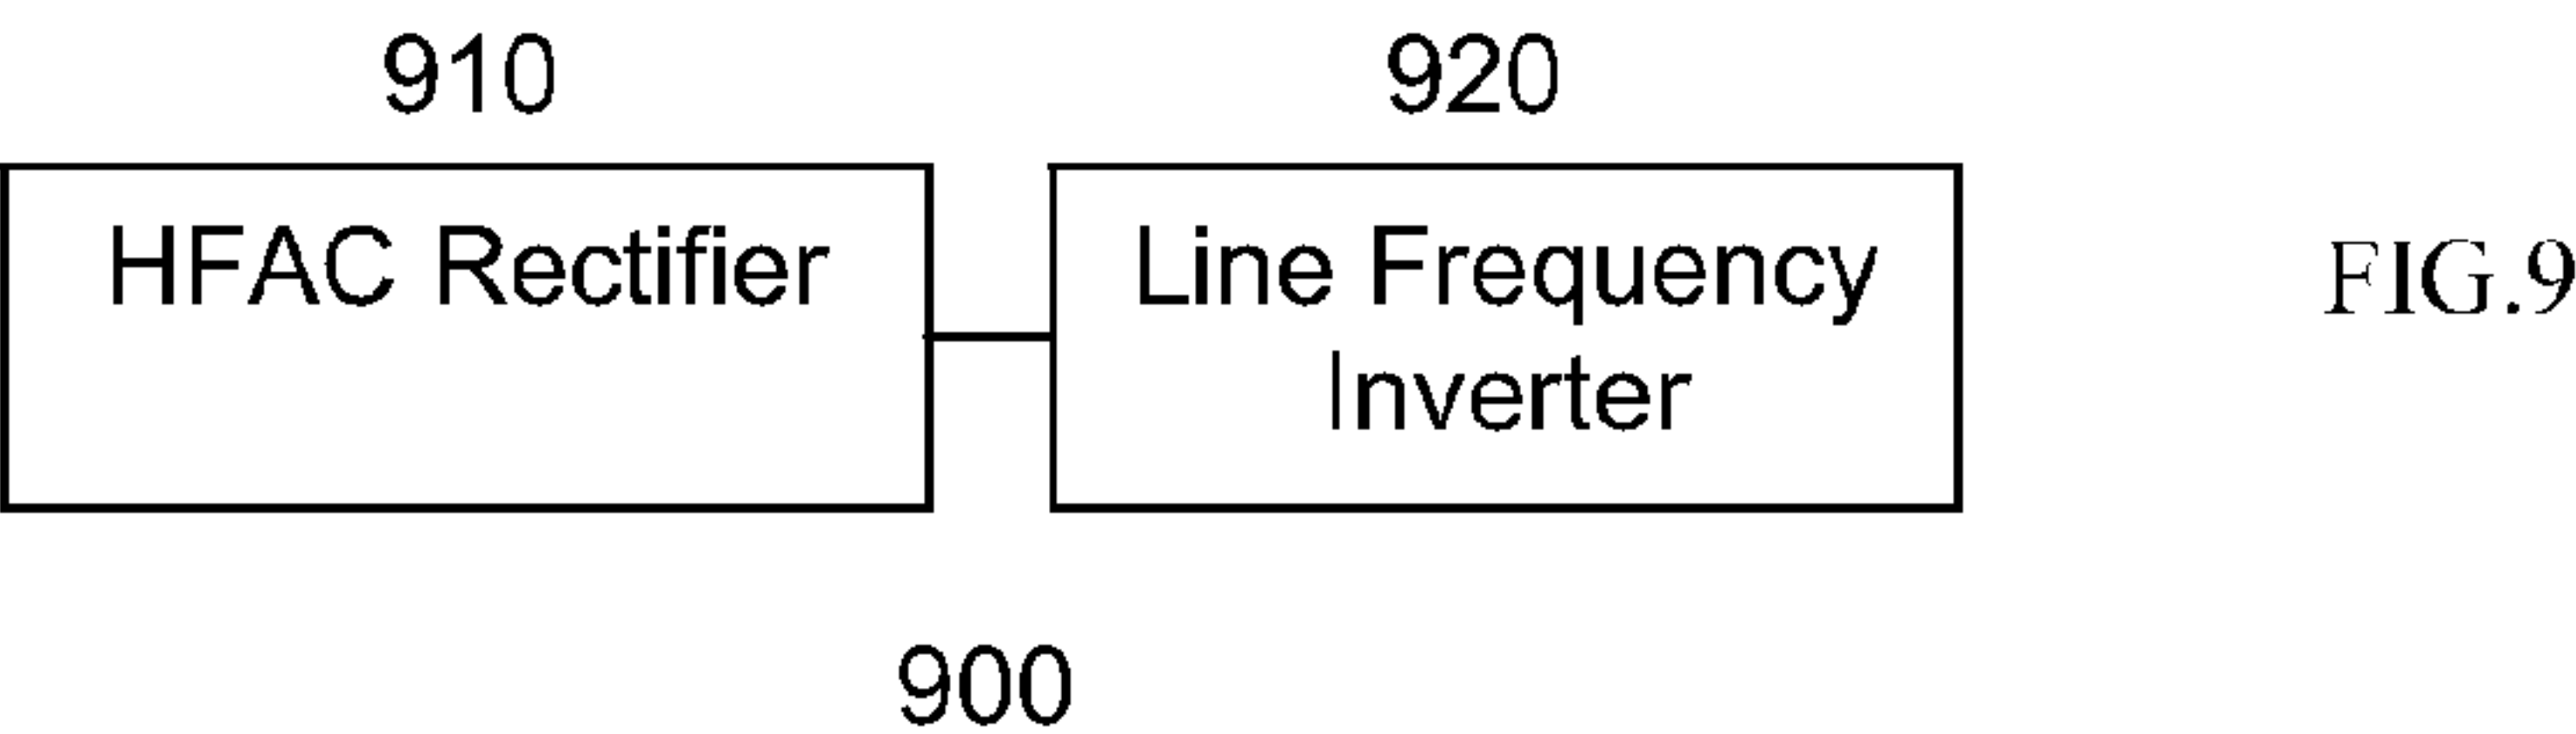 910
920
HFAC Rectifier
Line Frequency
Inverter
FIG.9
900